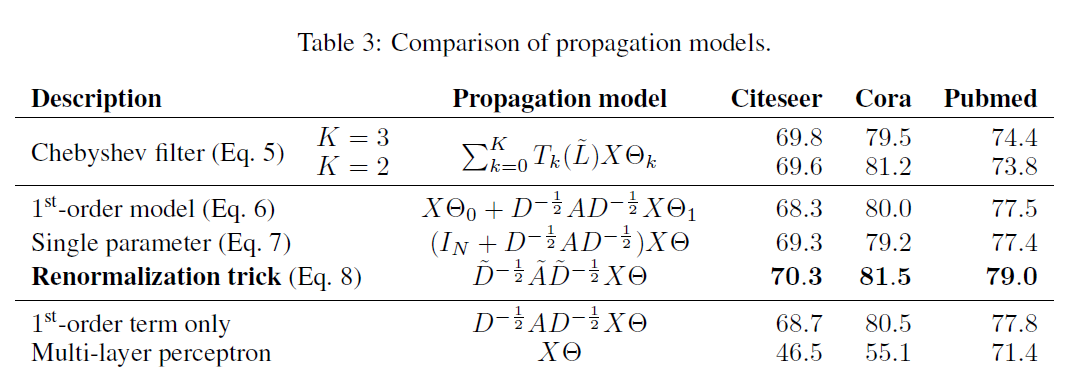 Table 3: Comparison of propagation models.
Description Propagation model Citeseer Cora Pubmed
Chebyshev filter (Eq. 5) K = 3 $\sum_{k=0}^{K} T_k(\tilde{L})X\Theta_k$ 69.8 79.5 74.4
K = 2 69.6 81.2 73.8
1st-order model (Eq. 6) $X\Theta_0 + D^{-\frac{1}{2}}AD^{-\frac{1}{2}}X\Theta_1$ 68.3 80.0 77.5
Single parameter (Eq. 7) $(I_N + D^{-\frac{1}{2}}AD^{-\frac{1}{2}})X\Theta$ 69.3 79.2 77.4
Renormalization trick (Eq. 8) $\tilde{D}^{-\frac{1}{2}}\tilde{A}\tilde{D}^{-\frac{1}{2}}X\Theta$ 70.3 81.5 79.0
1st-order term only $D^{-\frac{1}{2}}AD^{-\frac{1}{2}}X\Theta$ 68.7 80.5 77.8
Multi-layer perceptron $X\Theta$ 46.5 55.1 71.4